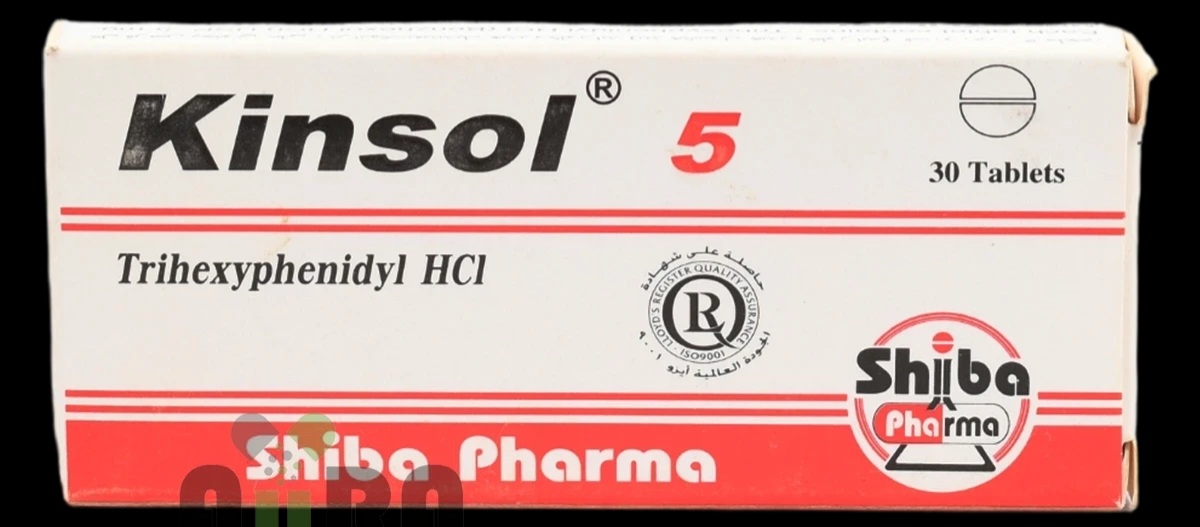 Kinsol® 5
30 Tablets
Trihexyphenidyl HCl
حاصلة على شهادة
LLOYD'S REGISTER QUALITY ASSURANCE
LRQ
· ISO9001 ·
الجودة العالمية أيزو ٩٠٠١
Shiba
Pharma
Shiba Pharma